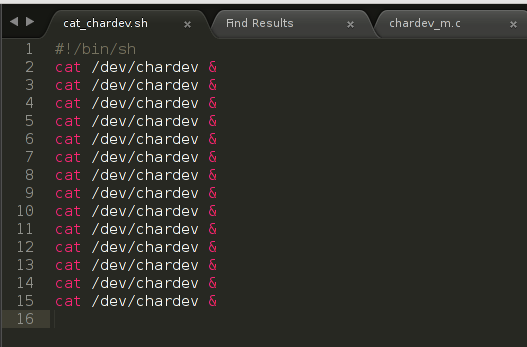 cat_chardev.sh × Find Results × chardev_m.c ×
1 #!/bin/sh
2 cat /dev/chardev &
3 cat /dev/chardev &
4 cat /dev/chardev &
5 cat /dev/chardev &
6 cat /dev/chardev &
7 cat /dev/chardev &
8 cat /dev/chardev &
9 cat /dev/chardev &
10 cat /dev/chardev &
11 cat /dev/chardev &
12 cat /dev/chardev &
13 cat /dev/chardev &
14 cat /dev/chardev &
15 cat /dev/chardev &
16